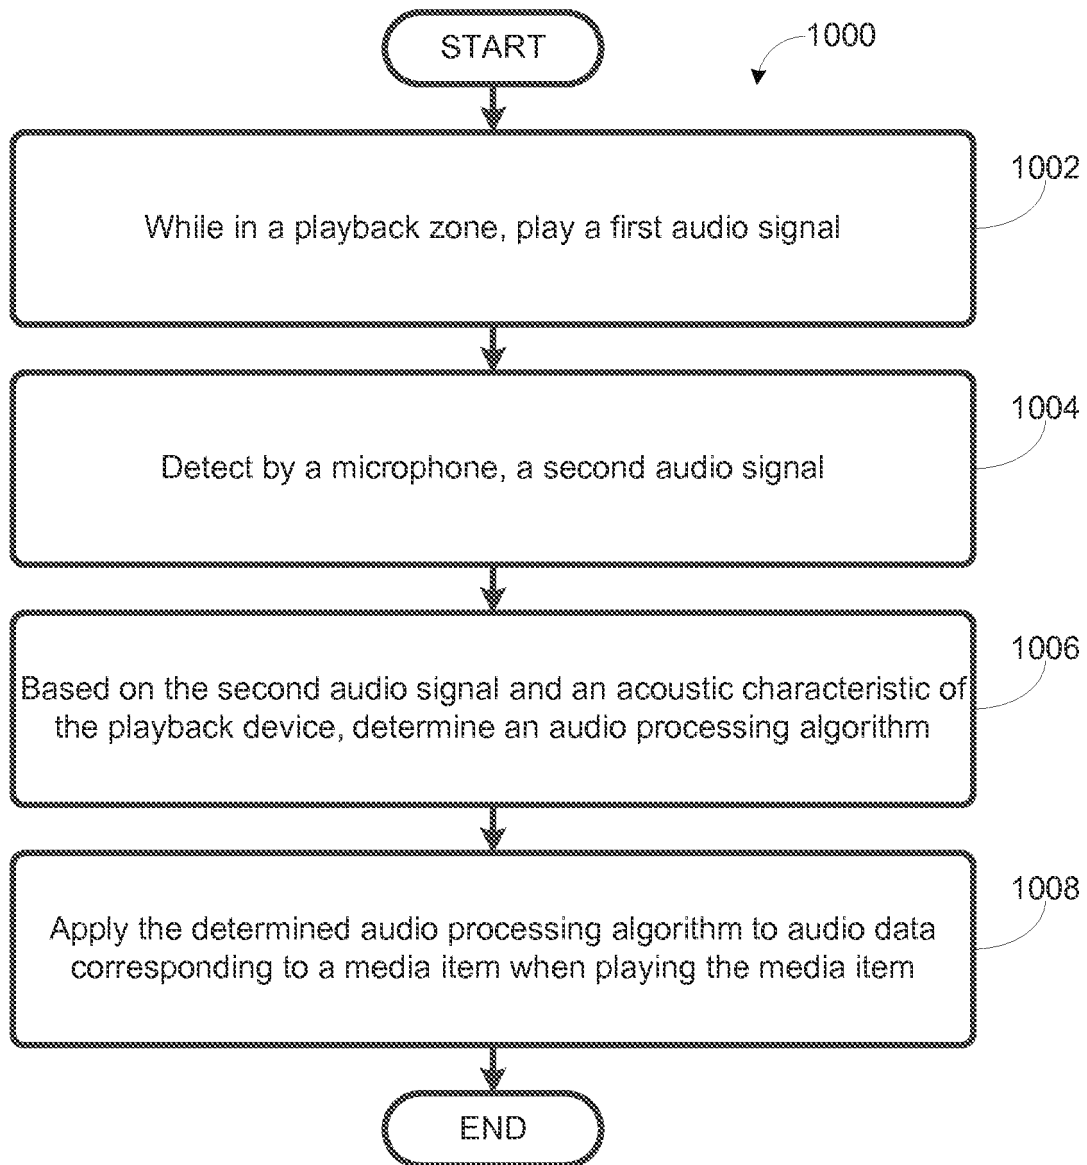 START
1000
1002
While in a playback zone, play a first audio signal
1004
Detect by a microphone, a second audio signal
1006
Based on the second audio signal and an acoustic characteristic of
the playback device, determine an audio processing algorithm
1008
Apply the determined audio processing algorithm to audio data
corresponding to a media item when playing the media item
END